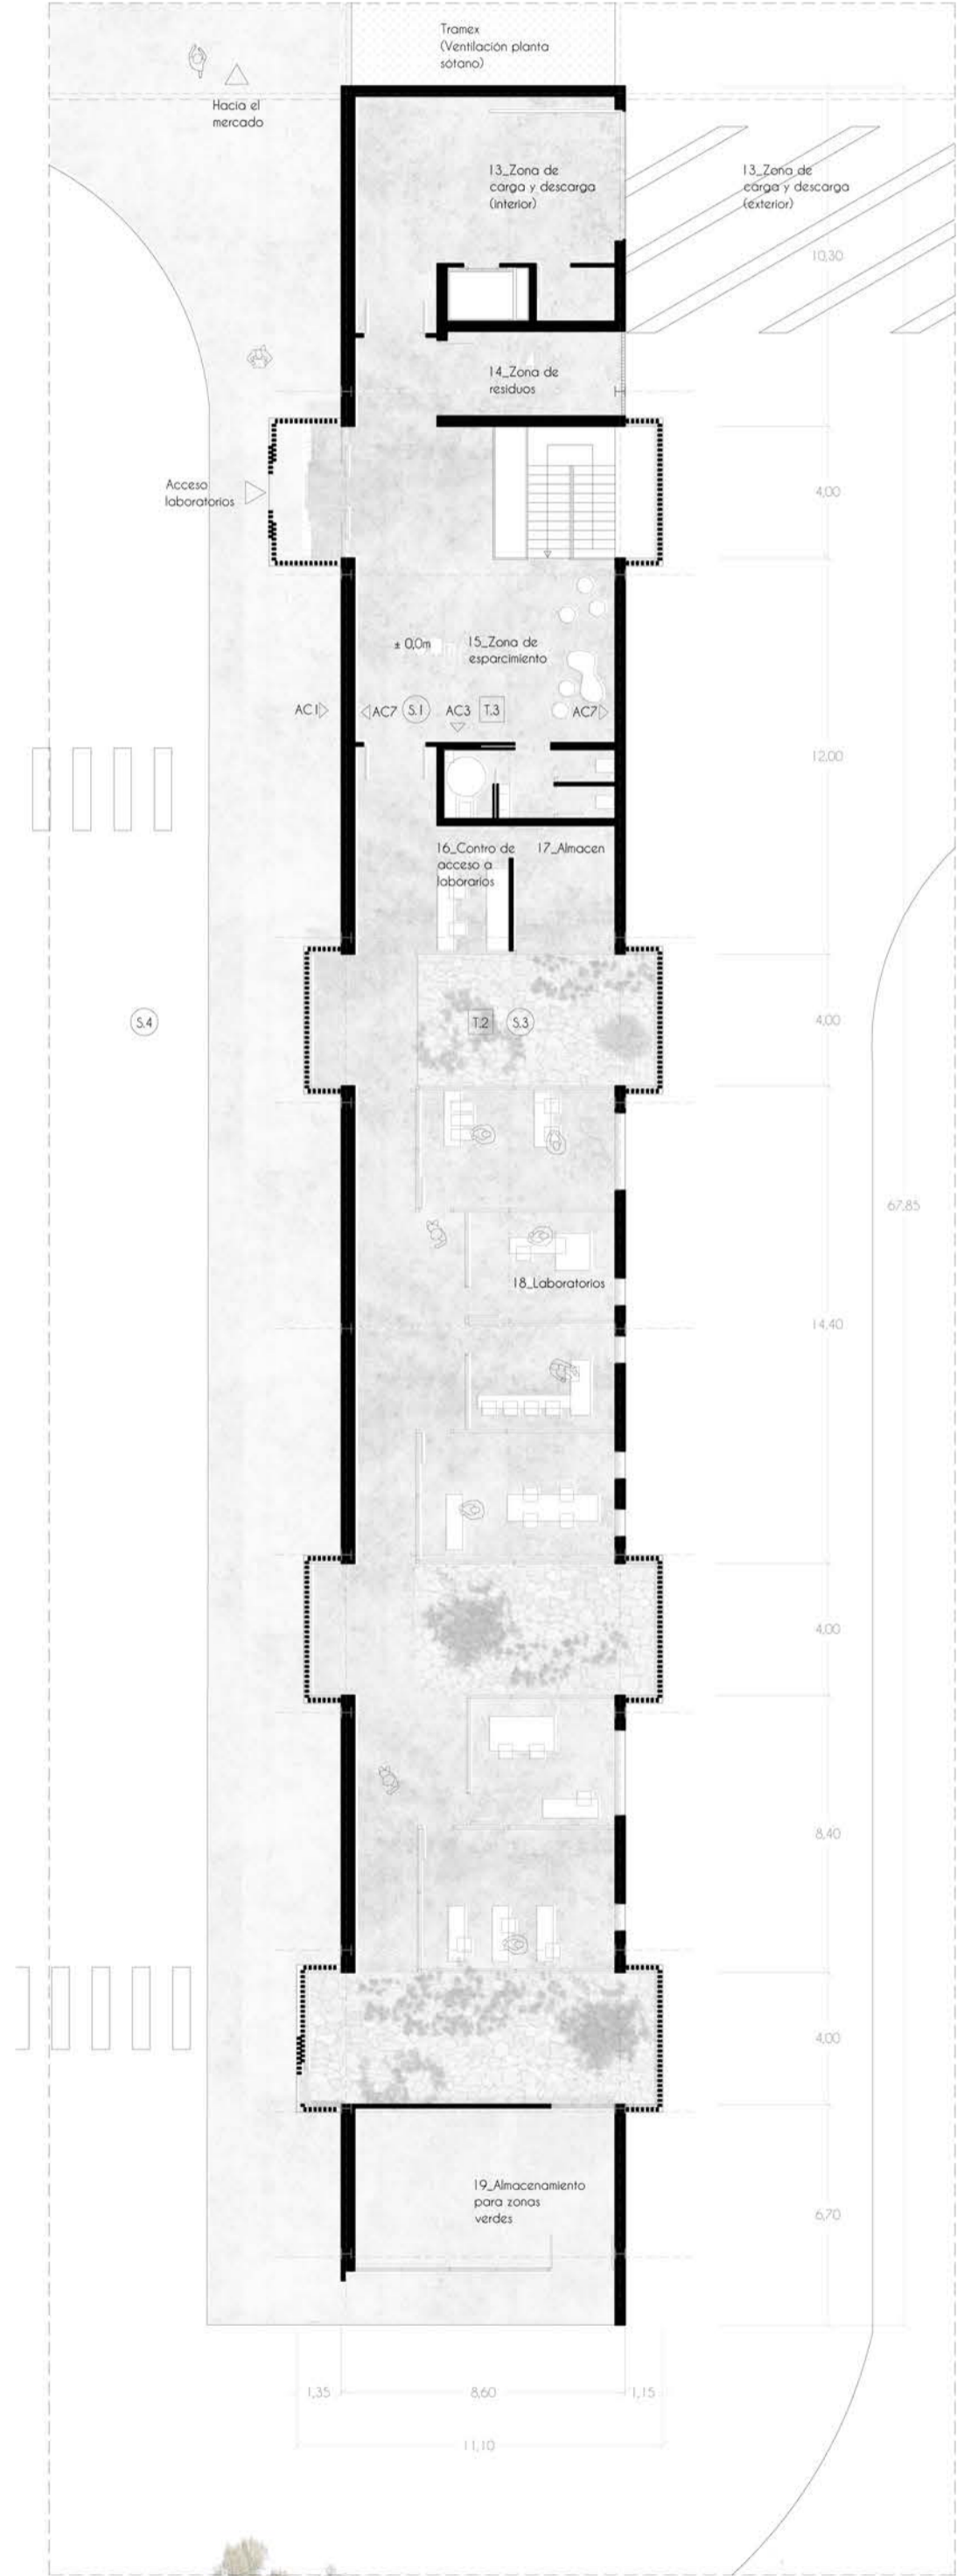 Tramex
(Ventilación planta
sótano)
Hacia el
mercado
13_Zona de
carga y descarga
(interior)
13_Zona de
carga y descarga
(exterior)
10,30
14_Zona de
residuos
Acceso
laboratorios
4,00
± 0,0m
15_Zona de
esparcimiento
AC1
AC7
S.1
AC3
T.3
AC7
12,00
16_Contro de
acceso a
laborarios
17_Almacen
S.4
T.2
S.3
4,00
67,85
18_Laboratorios
14,40
4,00
8,40
4,00
19_Almacenamiento
para zonas
verdes
6,70
1,35
8,60
1,15
11,10